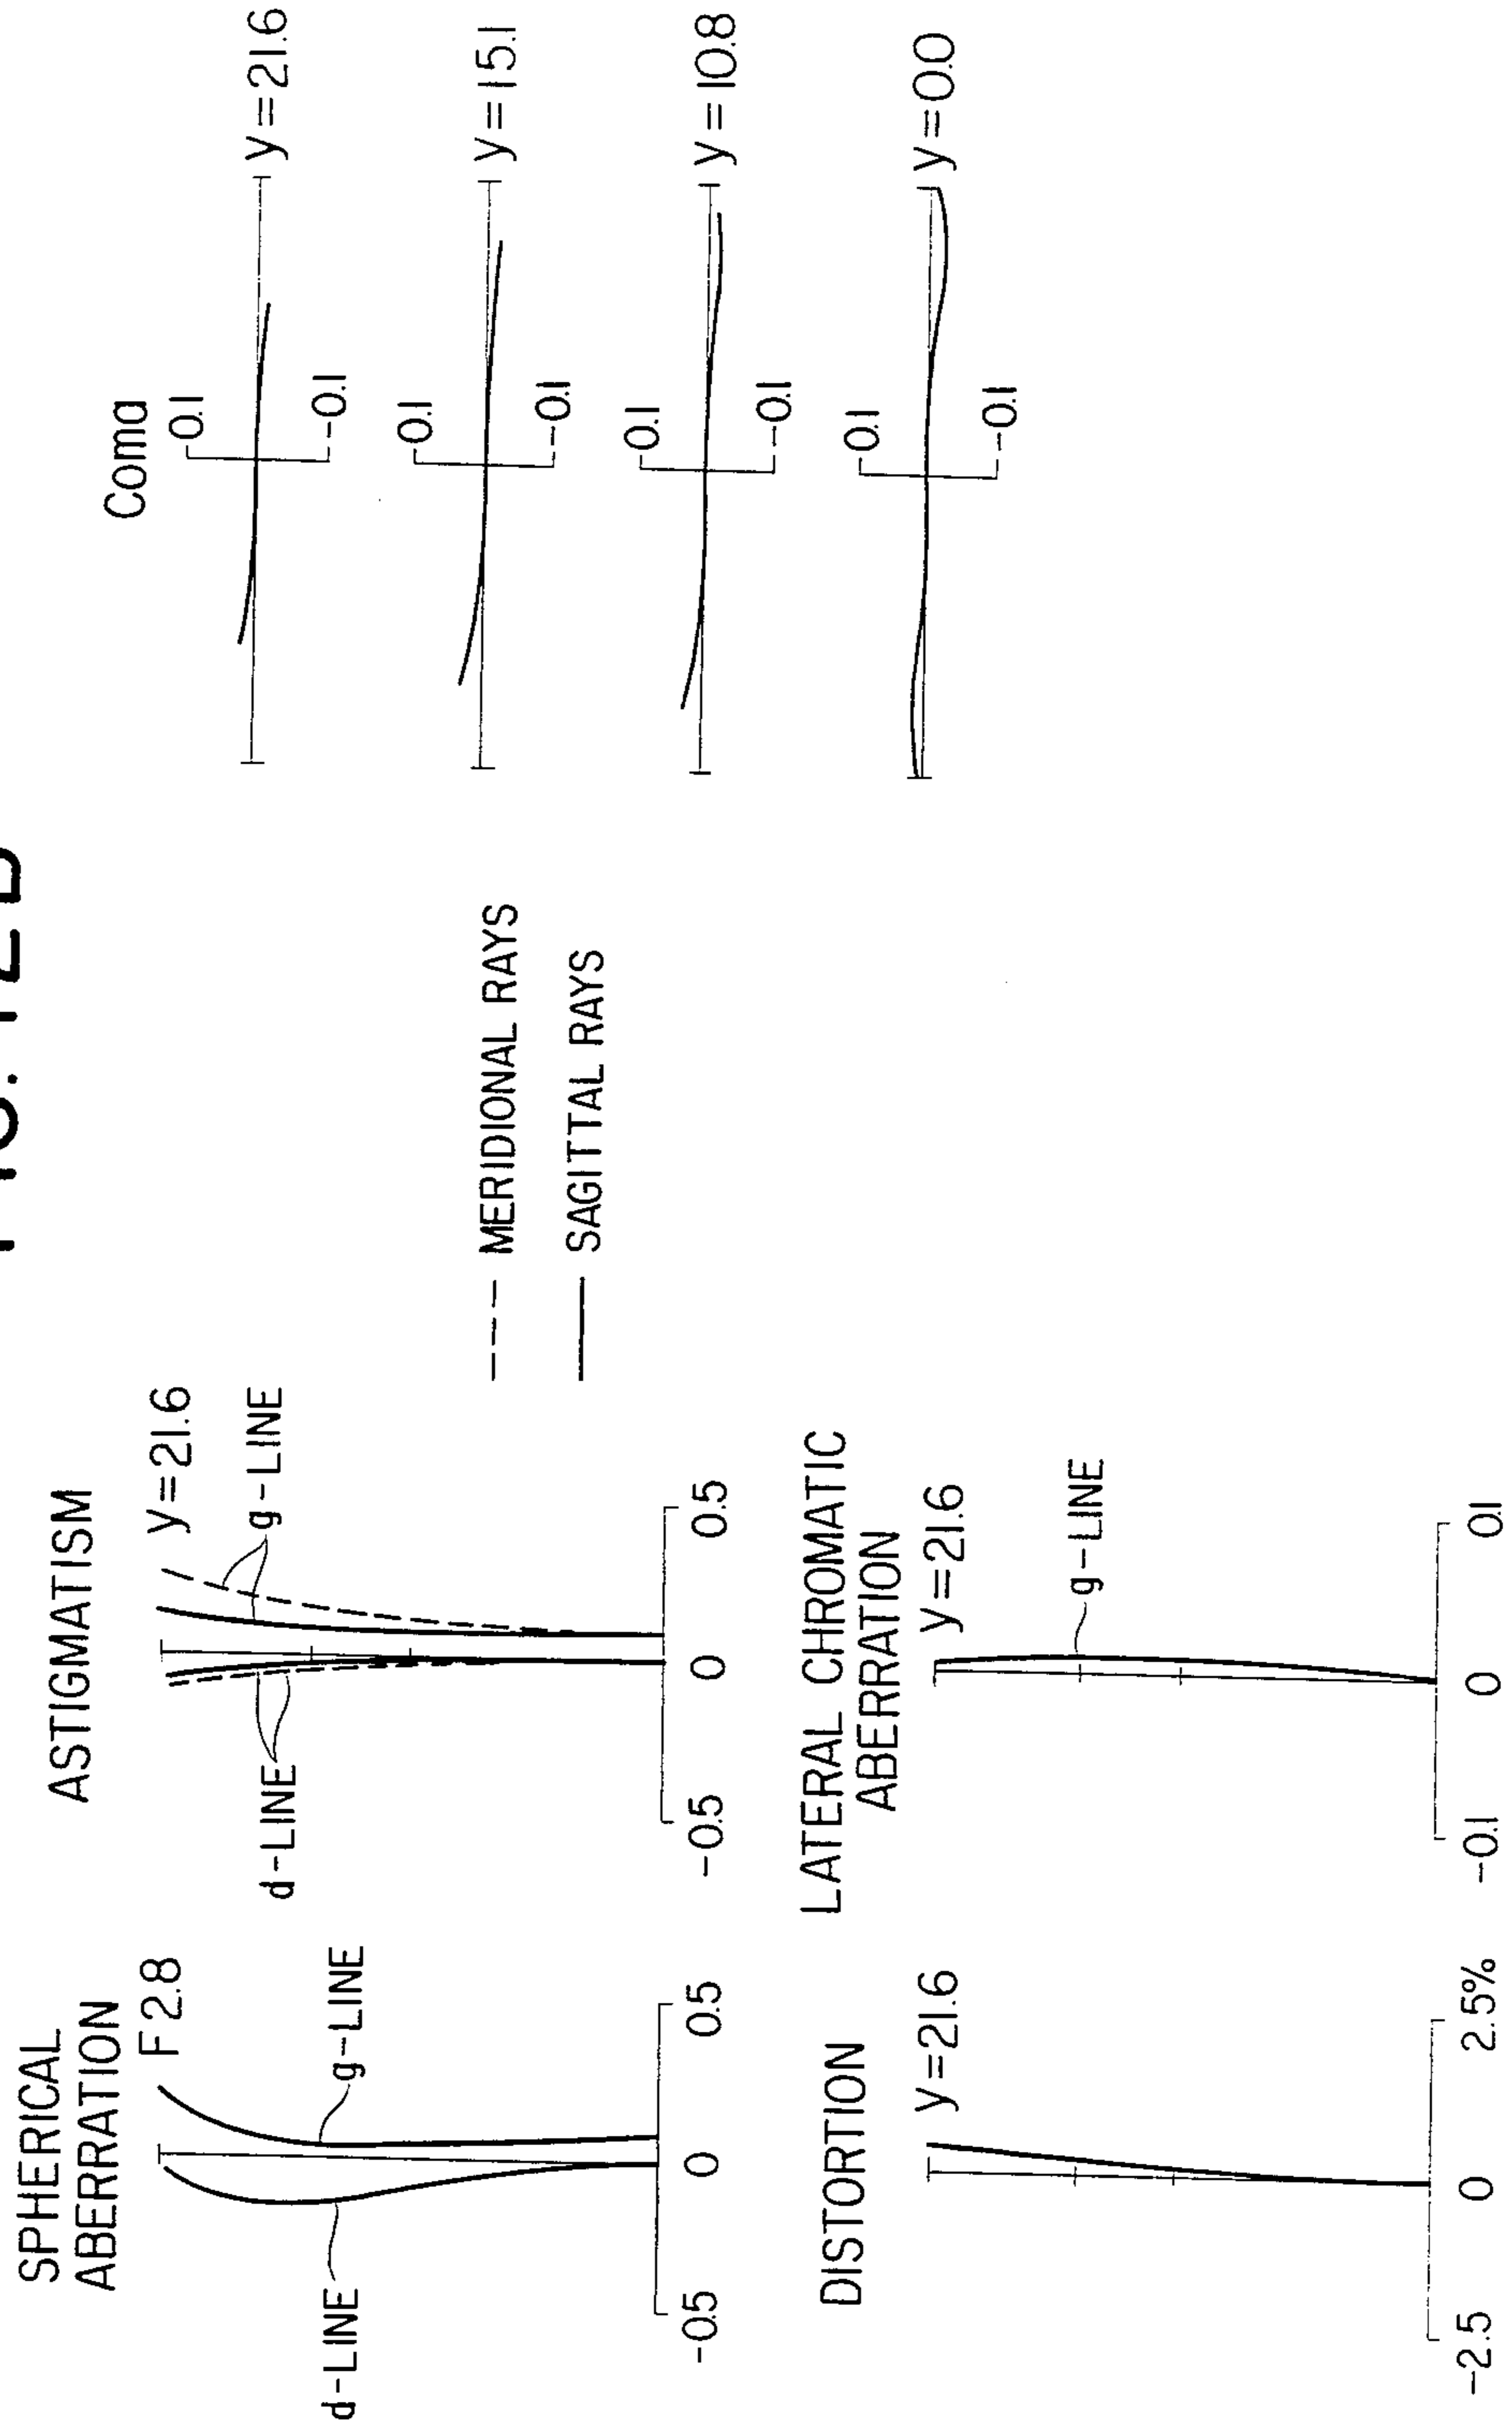 SPHERICAL
ABERRATION
F 2.8
g-LINE
d-LINE
-0.5
0
0.5
ASTIGMATISM
y=21.6
g-LINE
d-LINE
-0.5
0
0.5
--- MERIDIONAL RAYS
— SAGITTAL RAYS
DISTORTION
y=21.6
-2.5
0
2.5%
LATERAL CHROMATIC
ABERRATION
y=21.6
g-LINE
-0.1
0
0.1
Coma
0.1
-0.1
y=21.6
0.1
-0.1
y=15.1
0.1
-0.1
y=10.8
0.1
-0.1
y=0.0